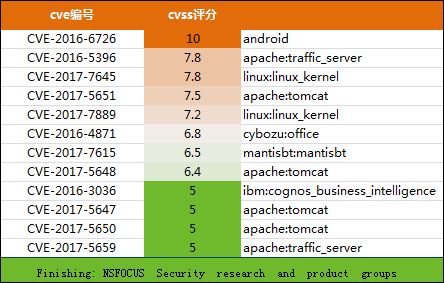 cve编号 cvss评分
CVE-2016-6726 10 android
CVE-2016-5396 7.8 apache:traffic_server
CVE-2017-7645 7.8 linux:linux_kernel
CVE-2017-5651 7.5 apache:tomcat
CVE-2017-7889 7.2 linux:linux_kernel
CVE-2016-4871 6.8 cybozu:office
CVE-2017-7615 6.5 mantisbt:mantisbt
CVE-2017-5648 6.4 apache:tomcat
CVE-2016-3036 5 ibm:cognos_business_intelligence
CVE-2017-5647 5 apache:tomcat
CVE-2017-5650 5 apache:tomcat
CVE-2017-5659 5 apache:traffic_server
Finishing: NSFOCUS Security research and product groups